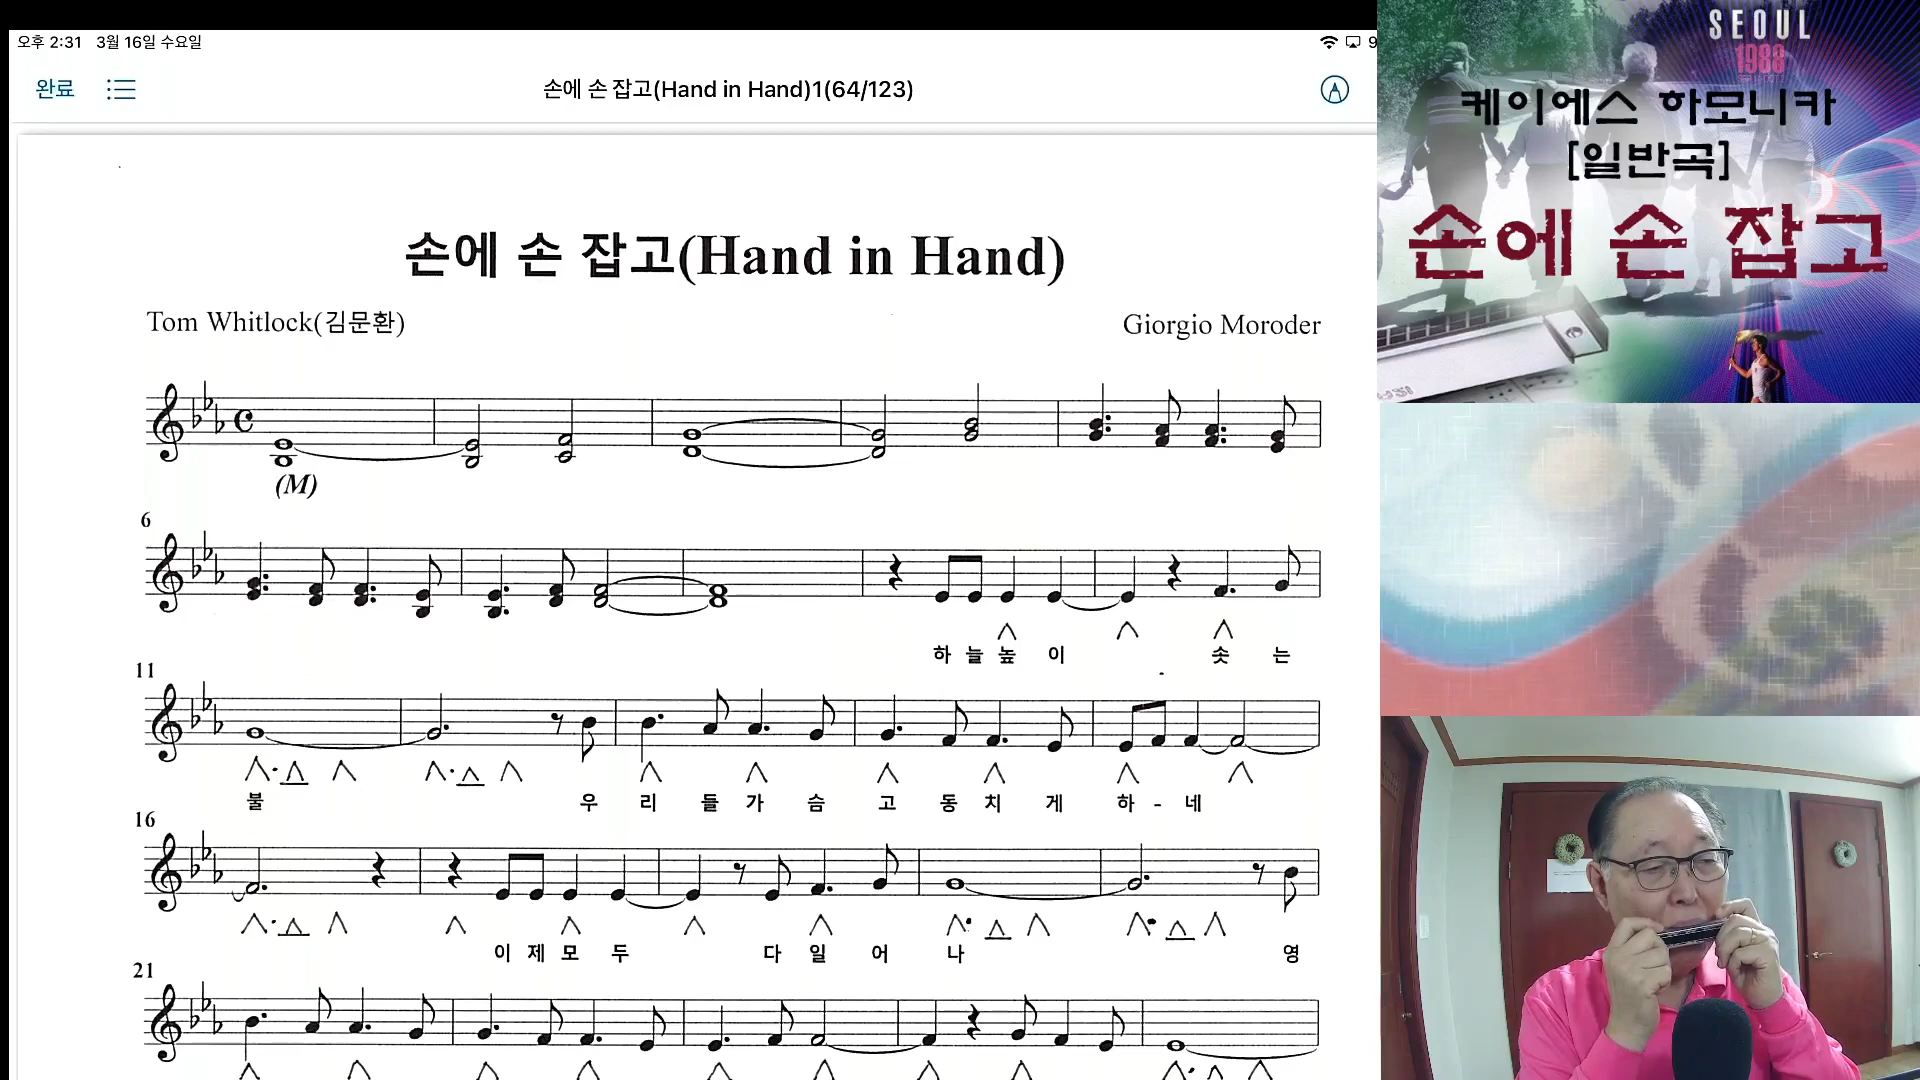 오후 2:31 3월 16일 수요일
9
완료
손에 손 잡고(Hand in Hand)1(64/123)
손에 손 잡고(Hand in Hand)
Tom Whitlock(김문환)
Giorgio Moroder
(M)
6
하 늘 높 이 솟 는
11
불 우 리 들 가 슴 고 동 치 게 하 - 네
16
이 제 모 두 다 일 어 나 영
21
SEOUL
1988
케이에스 하모니카
[일반곡]
손에 손 잡고